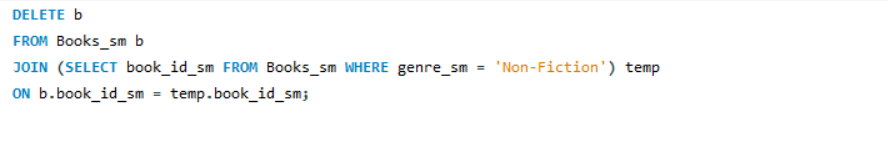 DELETE b
FROM Books_sm b
JOIN (SELECT book_id_sm FROM Books_sm WHERE genre_sm = 'Non-Fiction') temp
ON b.book_id_sm = temp.book_id_sm;